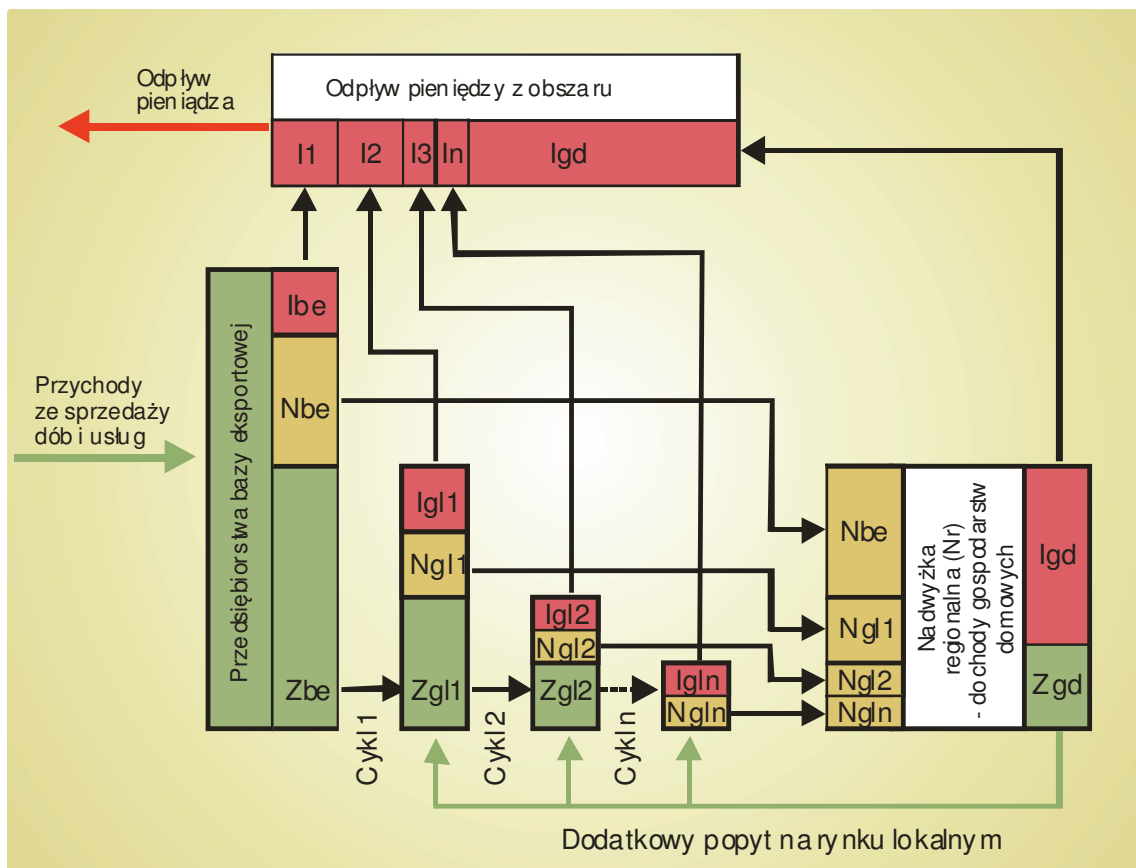 Odpływ
pieniądza
Odpływ pieniędzy z obszaru
I1 I2 I3 In Igd
Przychody
ze sprzedaży
dób i usług
Przedsiębiorstwa bazy eksportowej
Ibe
Nbe
Zbe
Cykl 1
Igl1
Ngl1
Zgl1
Cykl 2
Igl2
Ngl2
Zgl2
Cykl n
Igln
Ngln
Nbe
Ngl1
Ngl2
Ngln
Nadwyżka
regionalna (Nr)
- dochody gospodarstw
domowych
Igd
Zgd
Dodatkowy popyt na rynku lokalnym